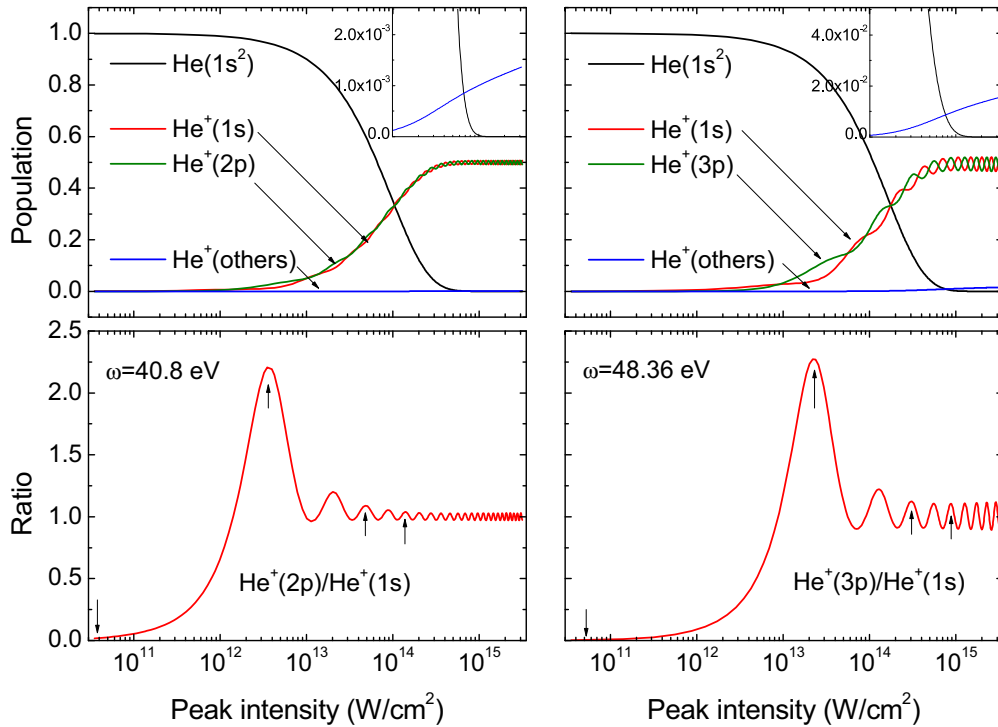 1.0
0.8
0.6
0.4
0.2
0.0
Population
He(1s²)
He⁺(1s)
He⁺(2p)
He⁺(others)
2.0x10⁻³
1.0x10⁻³
0.0
He(1s²)
He⁺(1s)
He⁺(3p)
He⁺(others)
4.0x10⁻²
2.0x10⁻²
0.0
2.5
2.0
1.5
1.0
0.5
0.0
Ratio
ω=40.8 eV
He⁺(2p)/He⁺(1s)
10¹¹ 10¹² 10¹³ 10¹⁴ 10¹⁵
Peak intensity (W/cm²)
ω=48.36 eV
He⁺(3p)/He⁺(1s)
10¹¹ 10¹² 10¹³ 10¹⁴ 10¹⁵
Peak intensity (W/cm²)